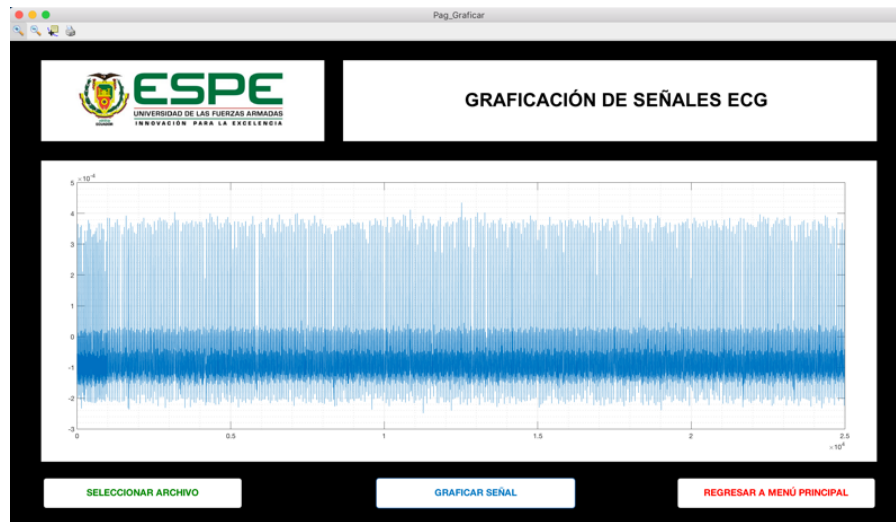 Pag_Graficar
ESPE
UNIVERSIDAD DE LAS FUERZAS ARMADAS
INNOVACIÓN PARA LA EXCELENCIA
ECUADOR
GRAFICACIÓN DE SEÑALES ECG
×10⁻⁴
5
4
3
2
1
0
-1
-2
-3
0 0.5 1 1.5 2 2.5
×10⁴
SELECCIONAR ARCHIVO
GRAFICAR SEÑAL
REGRESAR A MENÚ PRINCIPAL